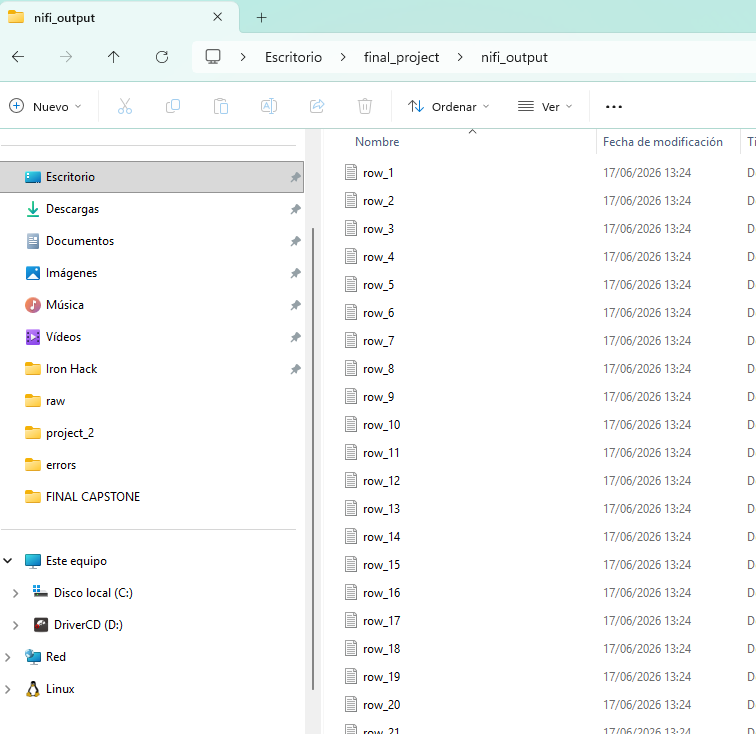 nifi_output
Escritorio > final_project > nifi_output
Nuevo
Ordenar
Ver
Nombre
Fecha de modificación
Escritorio
Descargas
Documentos
Imágenes
Música
Vídeos
Iron Hack
raw
project_2
errors
FINAL CAPSTONE
Este equipo
Disco local (C:)
DriverCD (D:)
Red
Linux
row_1 17/06/2026 13:24 D
row_2 17/06/2026 13:24 D
row_3 17/06/2026 13:24 D
row_4 17/06/2026 13:24 D
row_5 17/06/2026 13:24 D
row_6 17/06/2026 13:24 D
row_7 17/06/2026 13:24 D
row_8 17/06/2026 13:24 D
row_9 17/06/2026 13:24 D
row_10 17/06/2026 13:24 D
row_11 17/06/2026 13:24 D
row_12 17/06/2026 13:24 D
row_13 17/06/2026 13:24 D
row_14 17/06/2026 13:24 D
row_15 17/06/2026 13:24 D
row_16 17/06/2026 13:24 D
row_17 17/06/2026 13:24 D
row_18 17/06/2026 13:24 D
row_19 17/06/2026 13:24 D
row_20 17/06/2026 13:24 D
row_21 17/06/2026 13:24